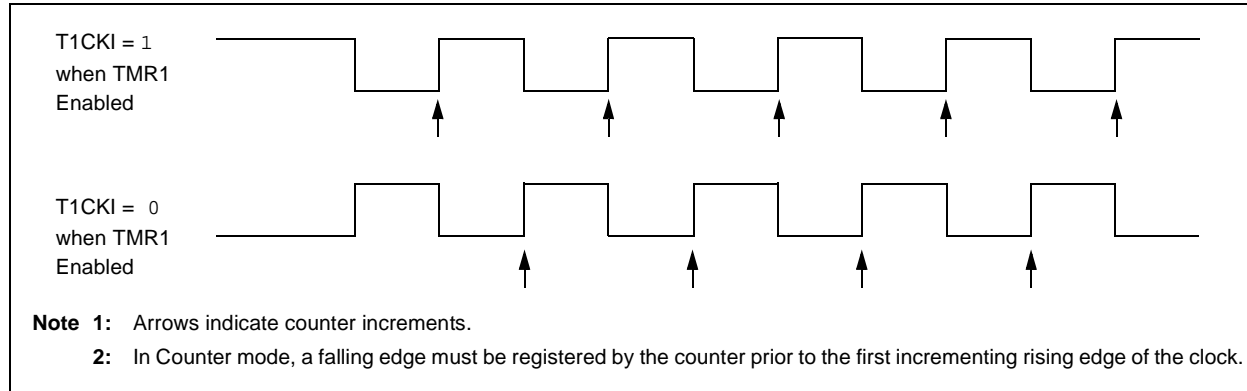 T1CKI = 1
when TMR1
Enabled
T1CKI = 0
when TMR1
Enabled
Note 1: Arrows indicate counter increments.
2: In Counter mode, a falling edge must be registered by the counter prior to the first incrementing rising edge of the clock.